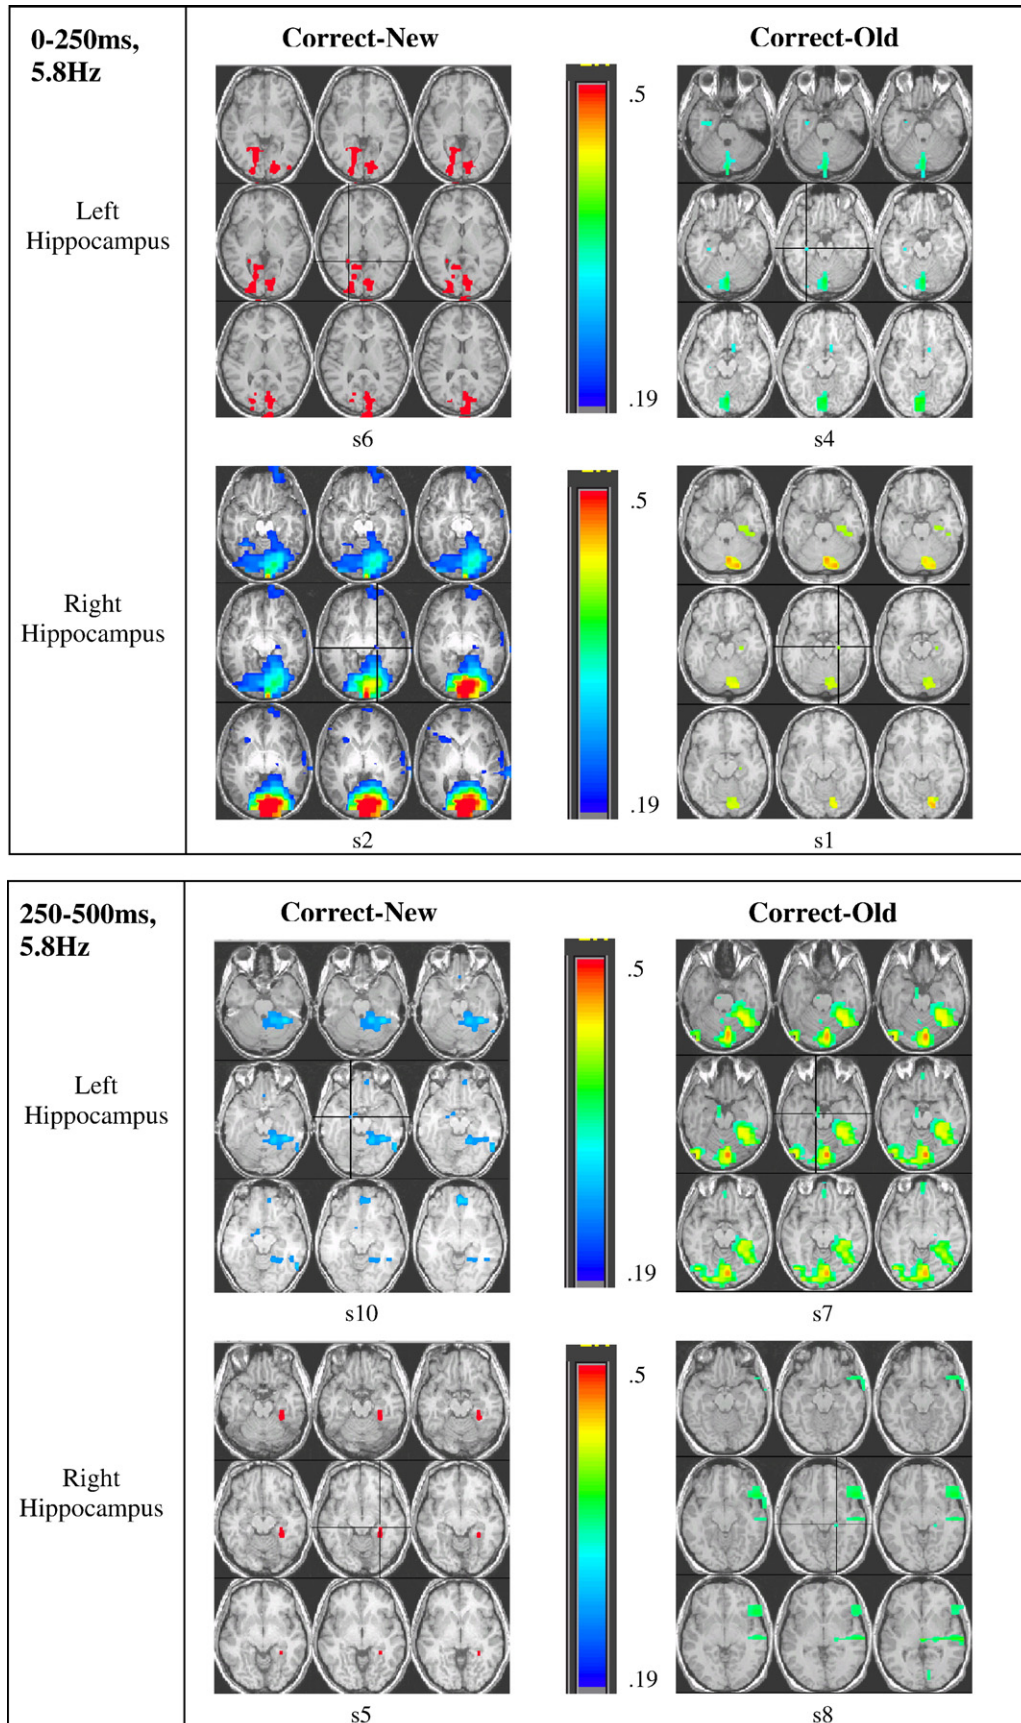 0-250ms,
5.8Hz
Correct-New
Correct-Old
Left
Hippocampus
.5
.19
s6
s4
Right
Hippocampus
.5
.19
s2
s1
250-500ms,
5.8Hz
Correct-New
Correct-Old
Left
Hippocampus
.5
.19
s10
s7
Right
Hippocampus
.5
.19
s5
s8